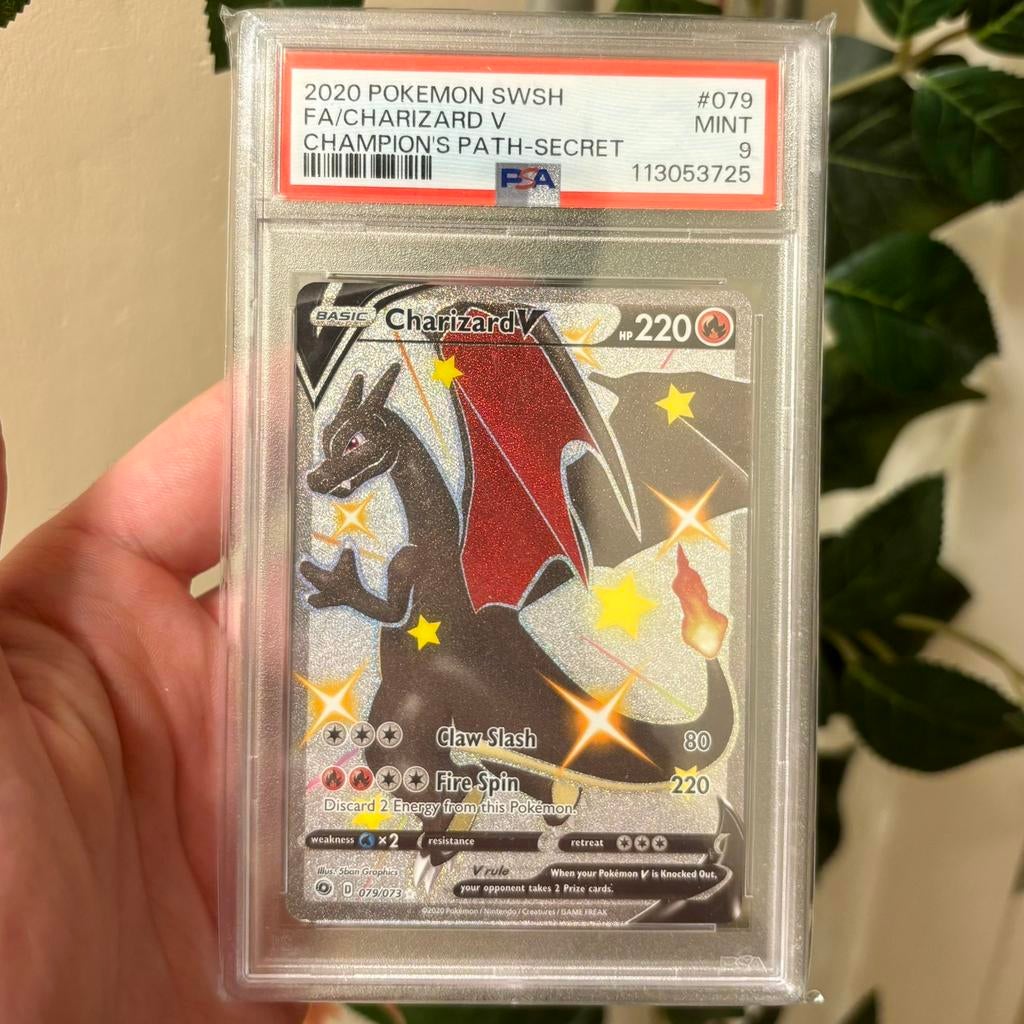 2020 POKEMON SWSH #079
FA/CHARIZARD V MINT
CHAMPION'S PATH-SECRET 9
PSA 113053725
BASIC Charizard V HP 220
Claw Slash 80
Fire Spin 220
Discard 2 Energy from this Pokémon.
weakness ×2 resistance retreat
Illus. 5ban Graphics V rule When your Pokémon V is Knocked Out,
your opponent takes 2 Prize cards.
D 079/073
©2020 Pokémon / Nintendo / Creatures / GAME FREAK
PSA